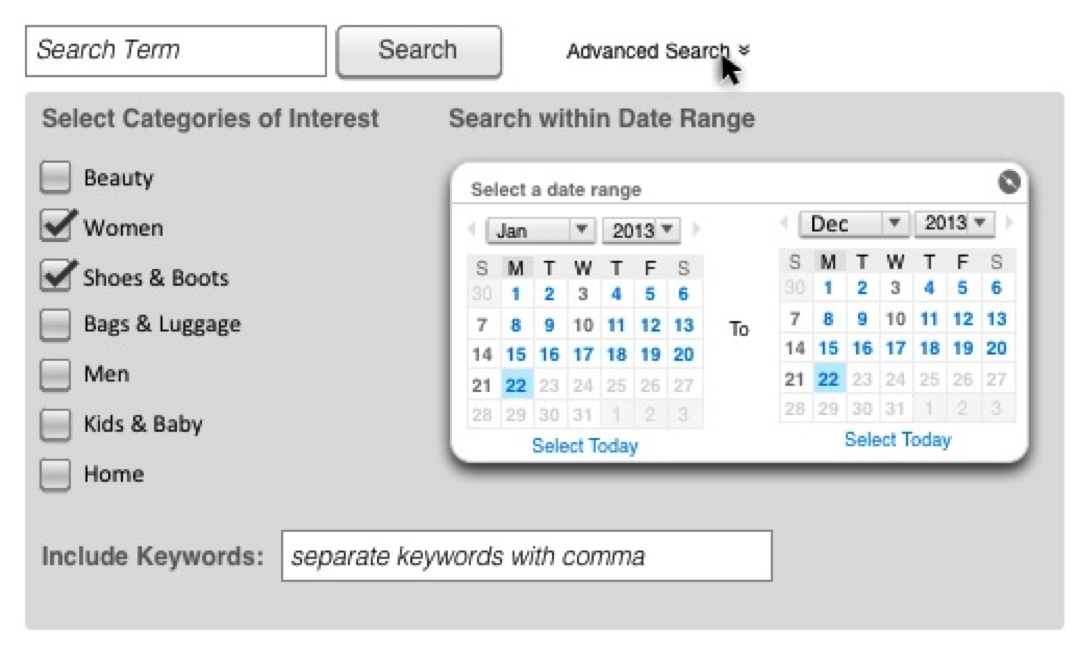 Search Term Search Advanced Search
Select Categories of Interest
Beauty
Women
Shoes & Boots
Bags & Luggage
Men
Kids & Baby
Home
Search within Date Range
Select a date range
Jan 2013
S M T W T F S
30 1 2 3 4 5 6
7 8 9 10 11 12 13
14 15 16 17 18 19 20
21 22 23 24 25 26 27
28 29 30 31 1 2 3
Select Today
To
Dec 2013
S M T W T F S
30 1 2 3 4 5 6
7 8 9 10 11 12 13
14 15 16 17 18 19 20
21 22 23 24 25 26 27
28 29 30 31 1 2 3
Select Today
Include Keywords: separate keywords with comma